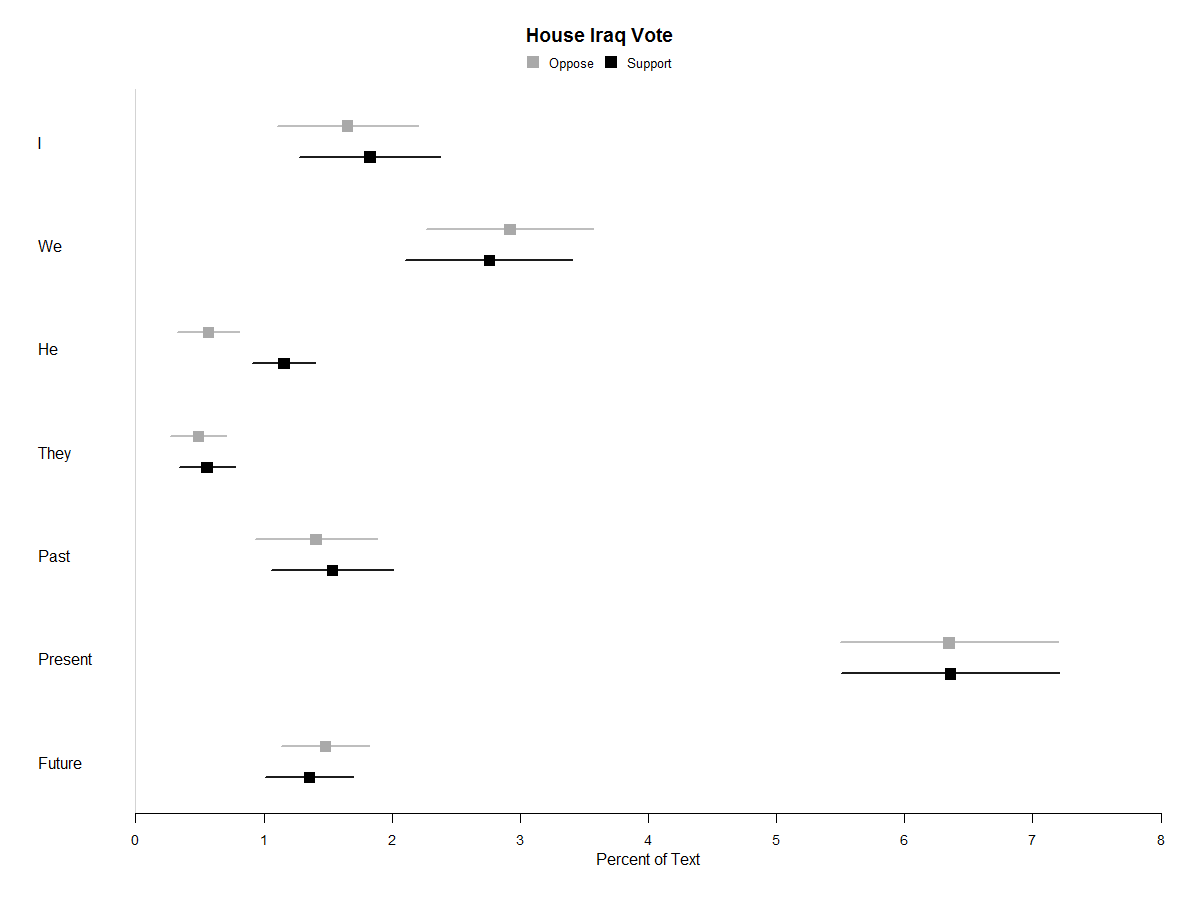 House Iraq Vote
Oppose Support
I
We
He
They
Past
Present
Future
0 1 2 3 4 5 6 7 8
Percent of Text